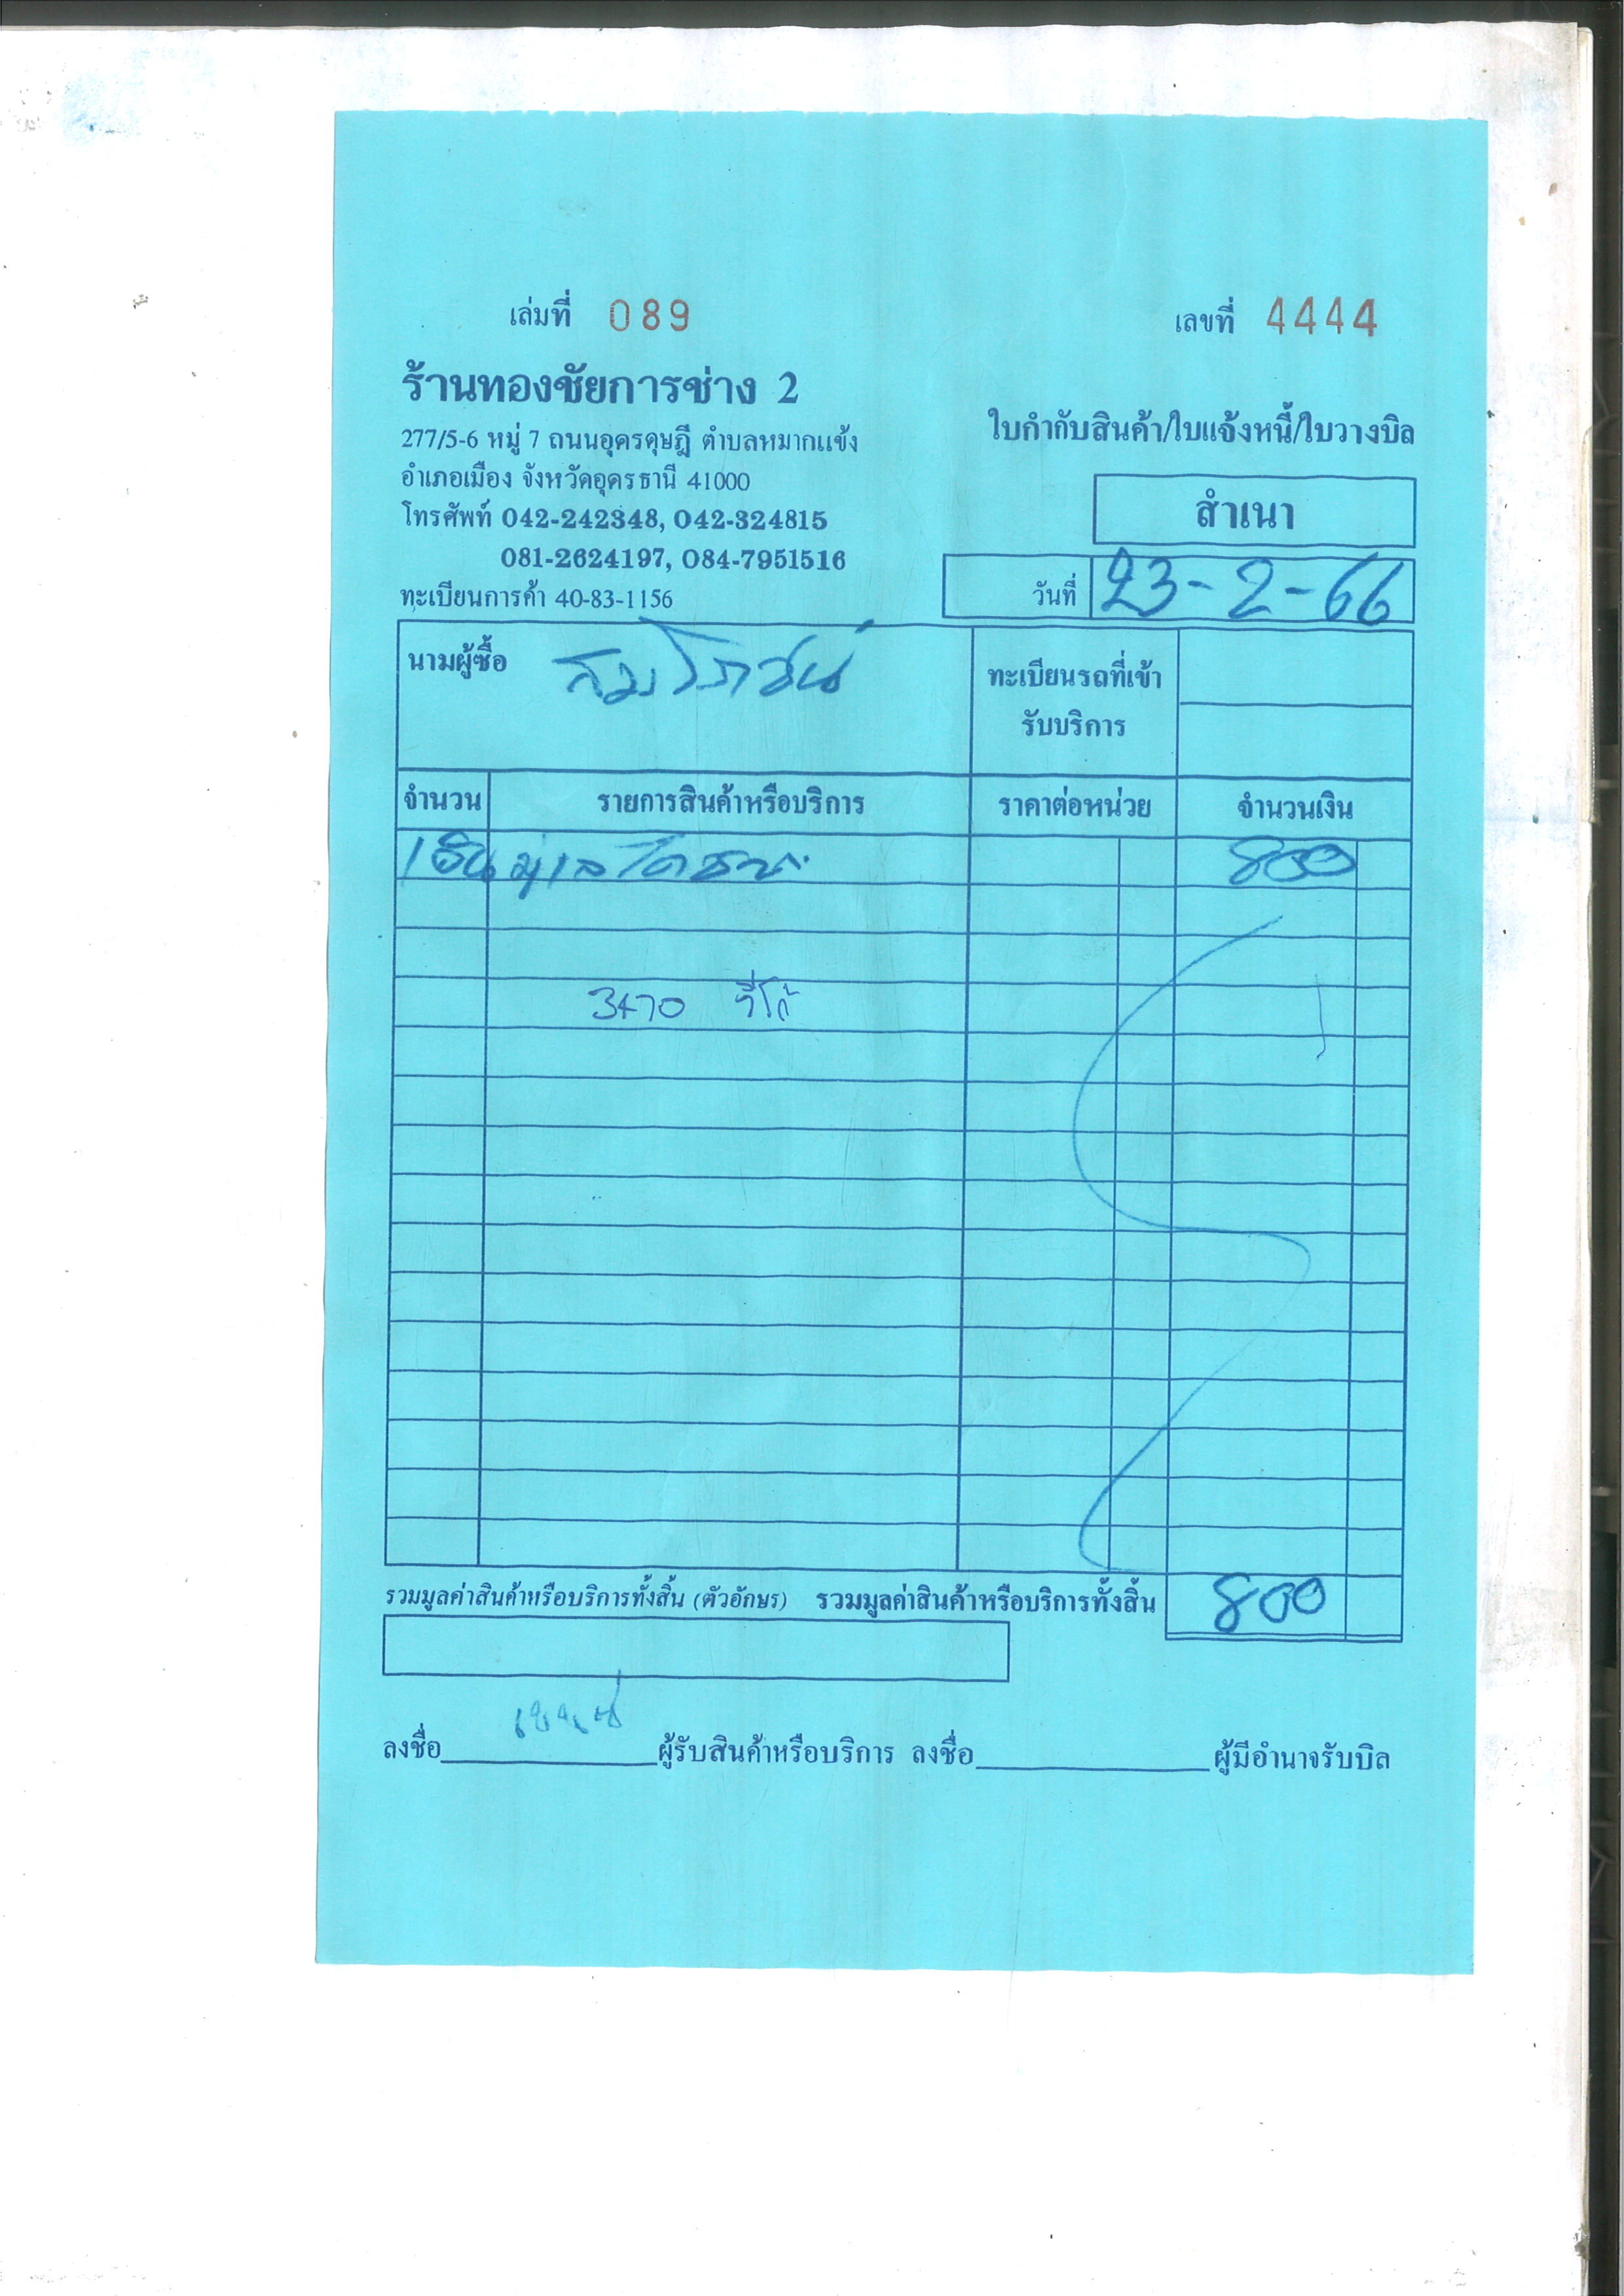 เล่มที่ 089 เลขที่ 4444
ร้านทองชัยการช่าง 2
ใบกำกับสินค้า/ใบแจ้งหนี้/ใบวางบิล
277/5-6 หมู่ 7 ถนนอุดรดุษฎี ตำบลหมากแข้ง
อำเภอเมือง จังหวัดอุดรธานี 41000
สำเนา
โทรศัพท์ 042-242348, 042-324815
081-2624197, 084-7951516
วันที่ 23-2-66
ทะเบียนการค้า 40-83-1156
นามผู้ซื้อ
ทะเบียนรถที่เข้า
รับบริการ
จำนวน รายการสินค้าหรือบริการ ราคาต่อหน่วย จำนวนเงิน
1 800
3470
รวมมูลค่าสินค้าหรือบริการทั้งสิ้น (ตัวอักษร) รวมมูลค่าสินค้าหรือบริการทั้งสิ้น 800
ลงชื่อ ผู้รับสินค้าหรือบริการ ลงชื่อ ผู้มีอำนาจรับบิล